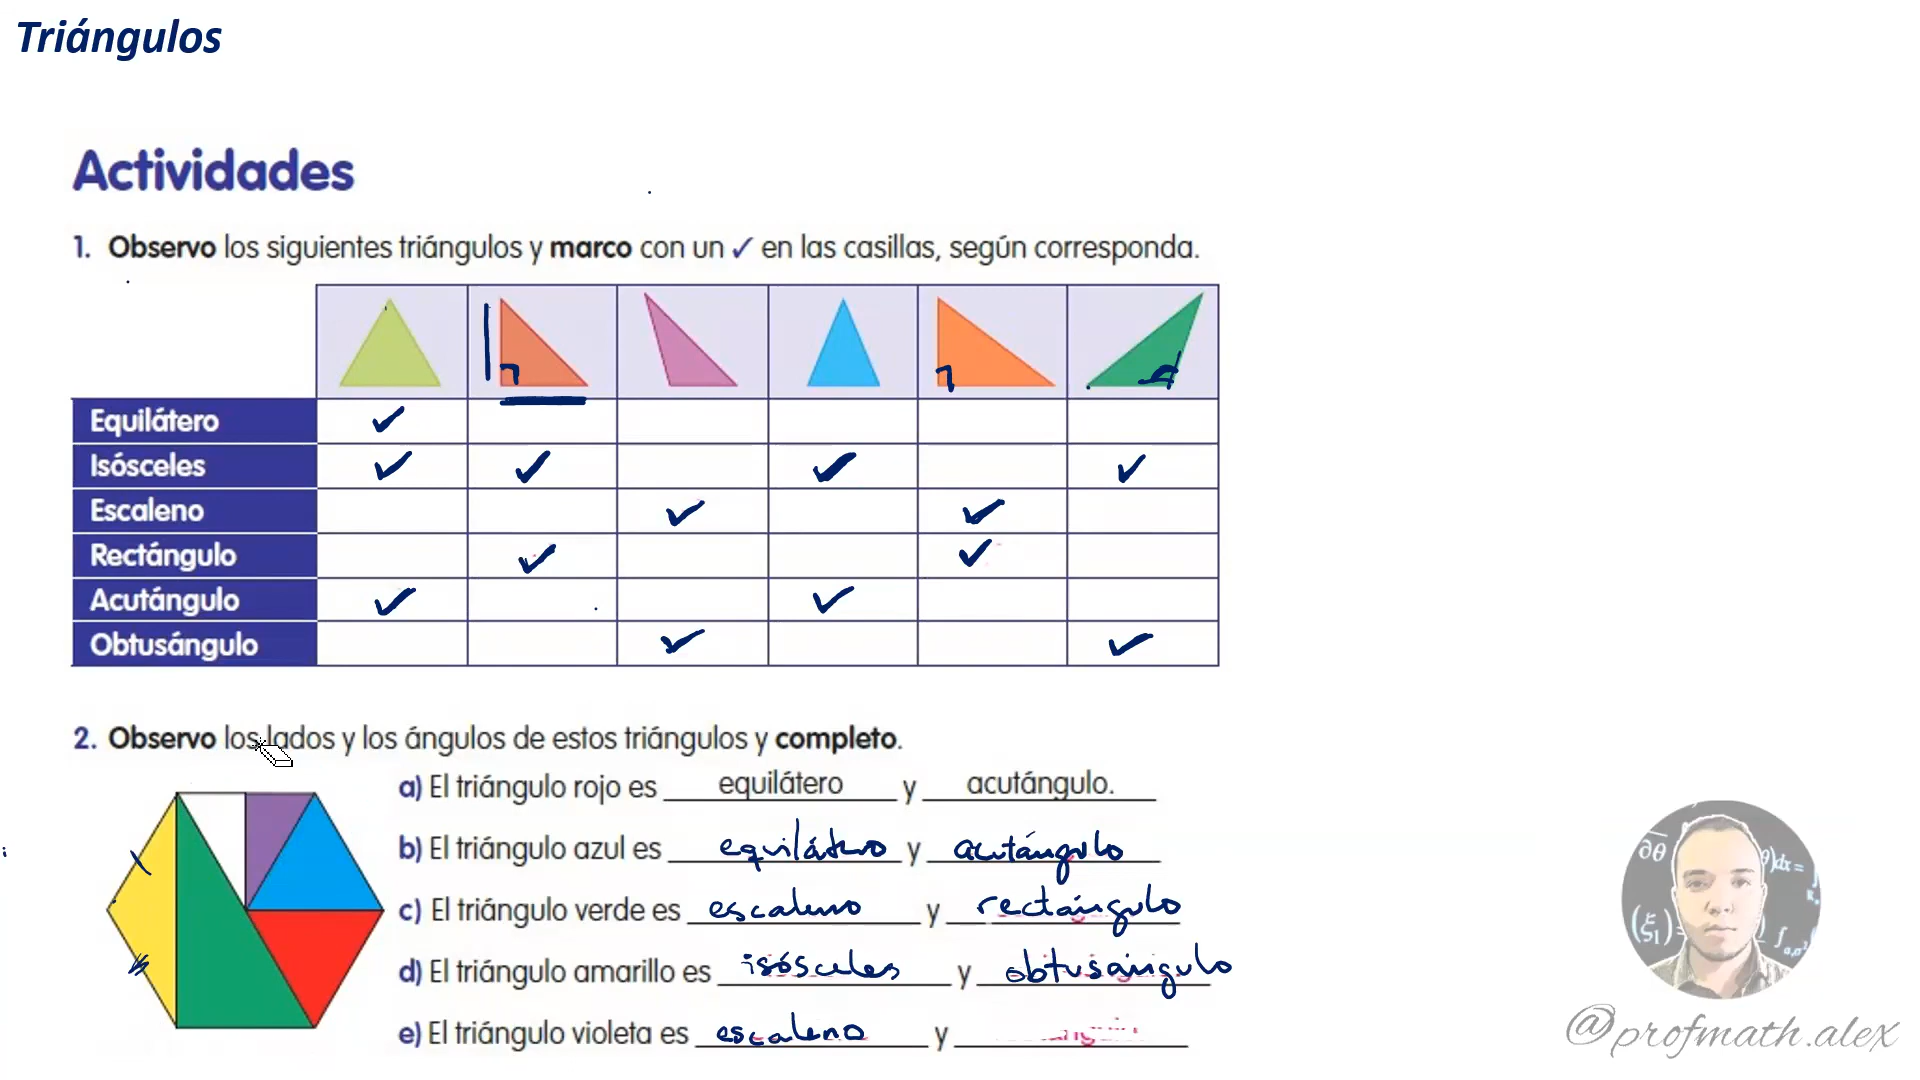 Triángulos
Actividades
1. Observo los siguientes triángulos y marco con un ✓ en las casillas, según corresponda.
Equilátero ✓
Isósceles ✓ ✓ ✓ ✓
Escaleno ✓ ✓
Rectángulo ✓ ✓
Acutángulo ✓ ✓
Obtusángulo ✓ ✓
2. Observo los lados y los ángulos de estos triángulos y completo.
a) El triángulo rojo es equilátero y acutángulo.
b) El triángulo azul es equilátero y acutángulo
c) El triángulo verde es escaleno y rectángulo
d) El triángulo amarillo es isósceles y obtusángulo
e) El triángulo violeta es escaleno y
@profmath.alex